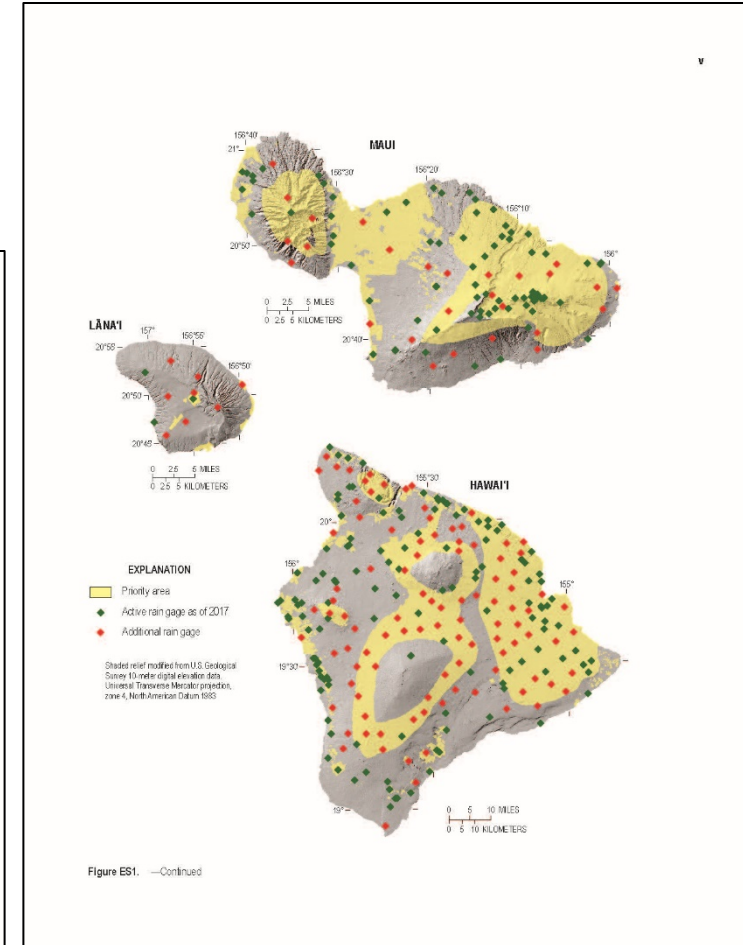 v
MAUI
156°40'
21°
156°30'
156°20'
156°10'
156°
20°50'
20°40'
0 2.5 5 MILES
0 2.5 5 KILOMETERS
LĀNA‘I
157°
156°55'
156°50'
20°55'
20°50'
20°45'
0 2.5 5 MILES
0 2.5 5 KILOMETERS
HAWAI‘I
155°30'
20°
156°
155°
19°30'
19°
0 5 10 MILES
0 5 10 KILOMETERS
EXPLANATION
Priority area
Active rain gage as of 2017
Additional rain gage
Shaded relief modified from U.S. Geological
Survey 10-meter digital elevation data.
Universal Transverse Mercator projection,
zone 4, North American Datum 1983
Figure ES1. —Continued